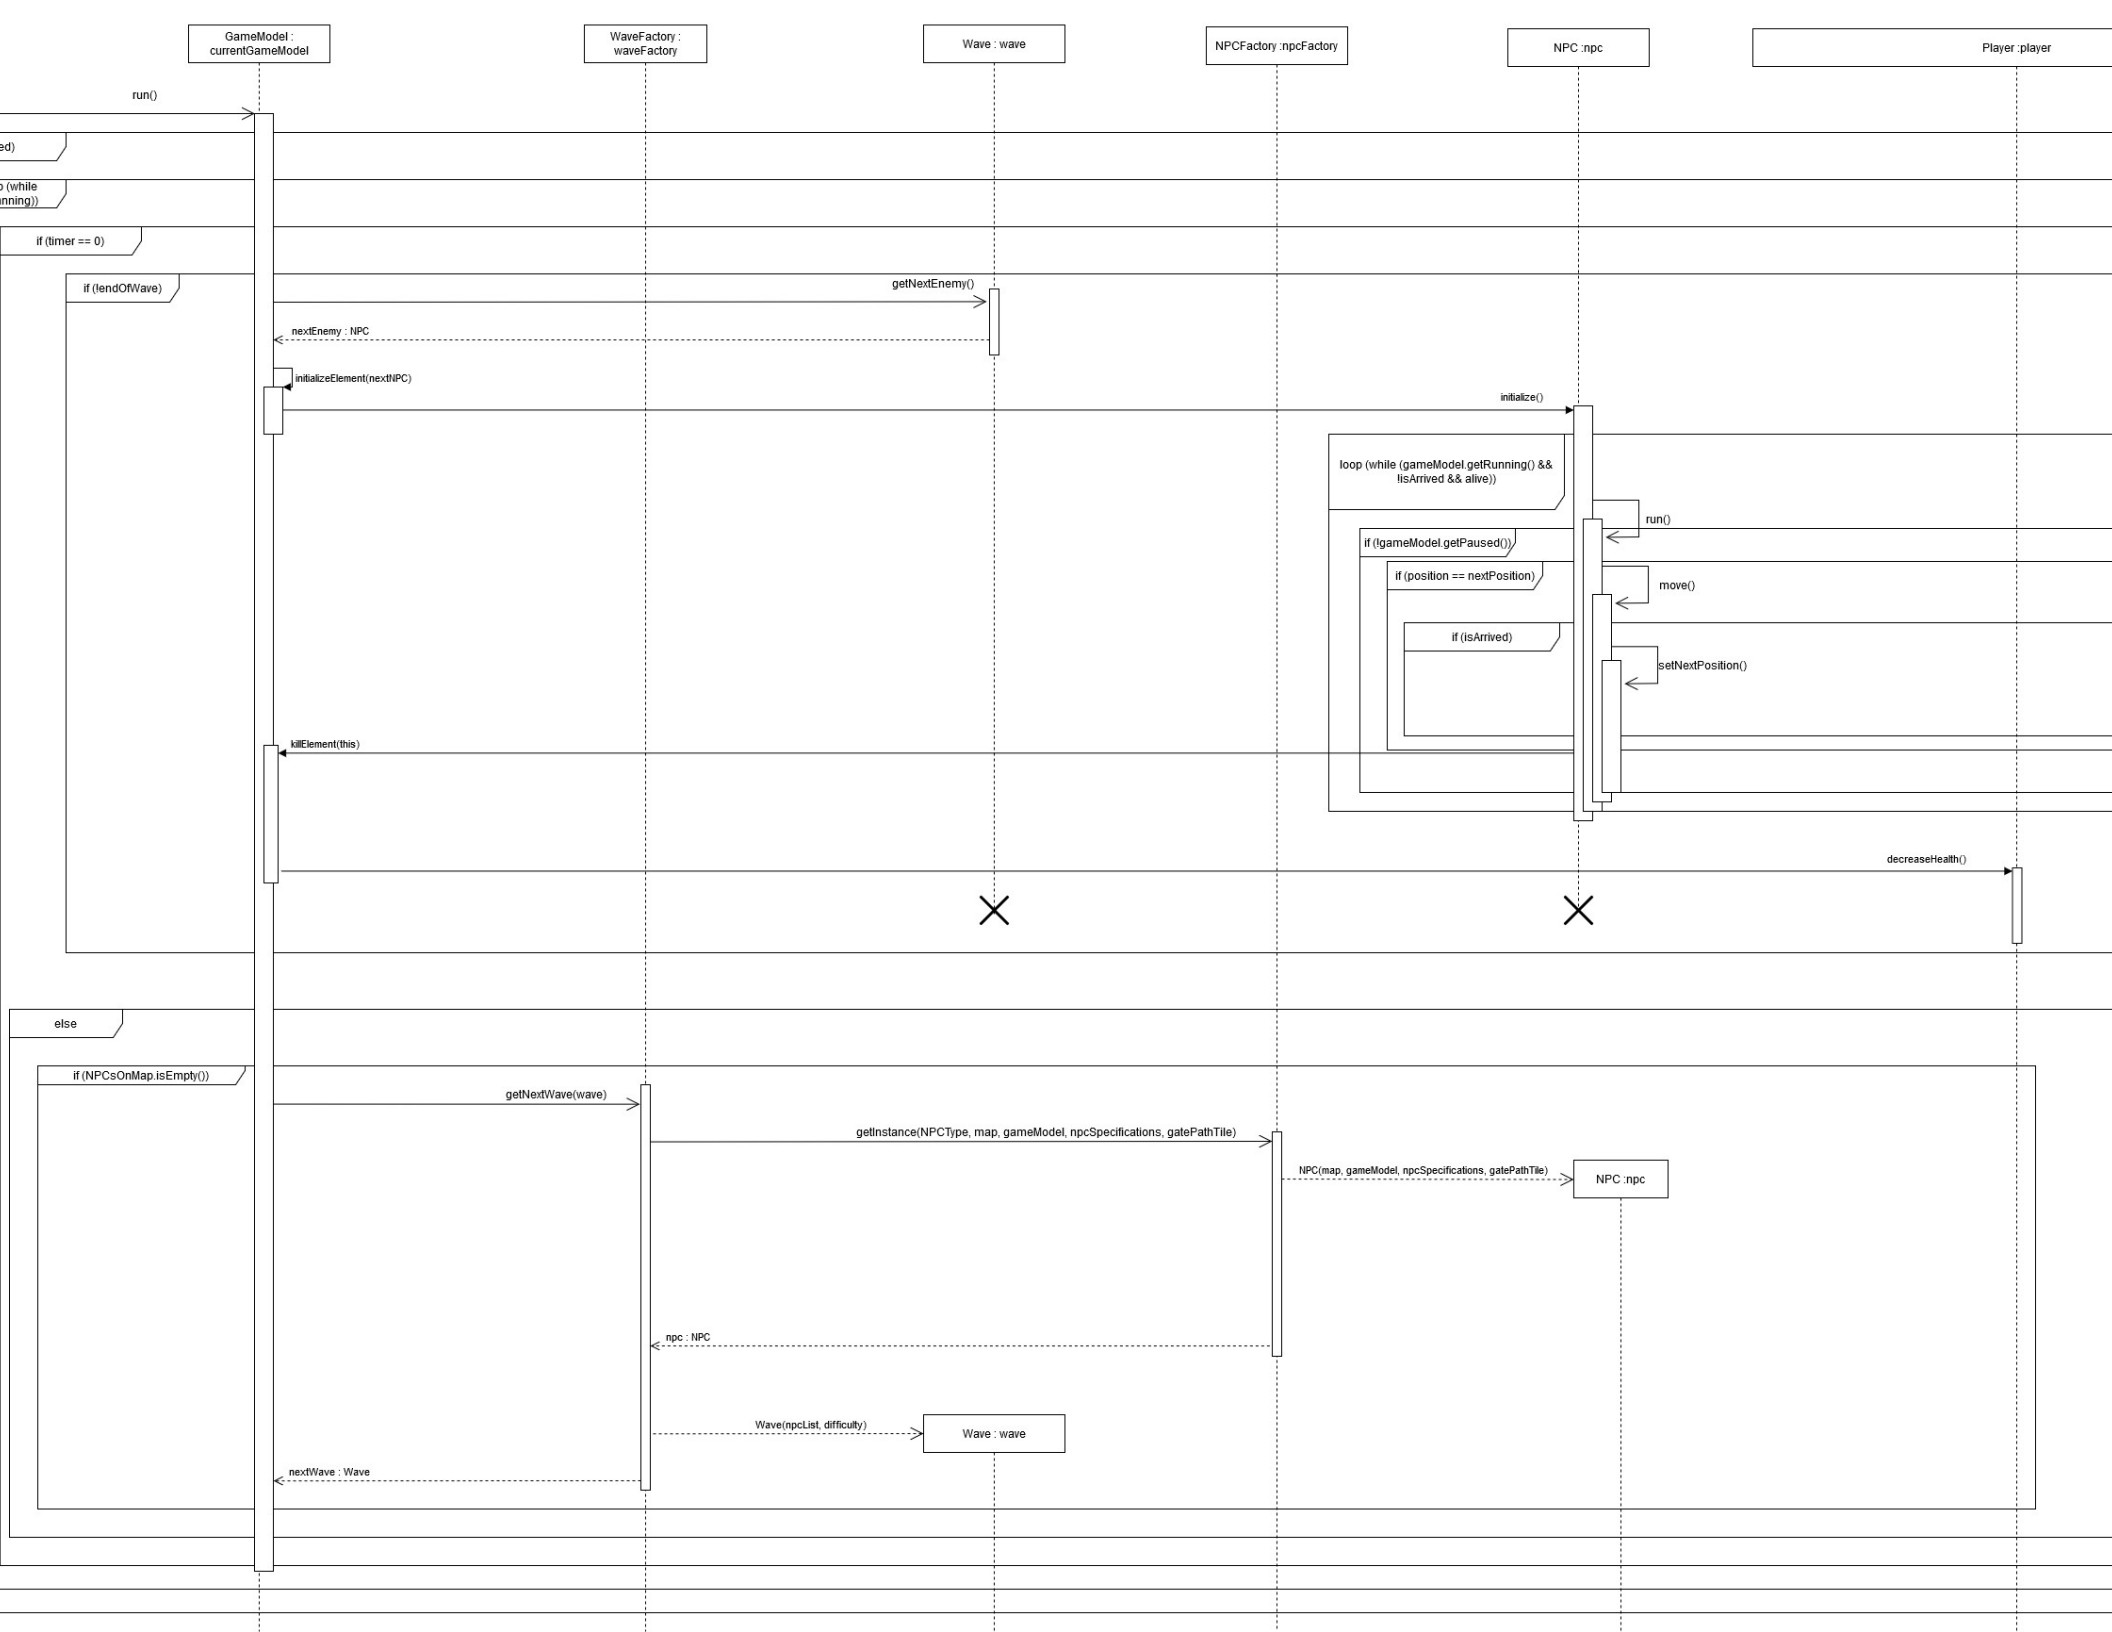 GameModel :
currentGameModel
WaveFactory :
waveFactory
Wave : wave
NPCFactory :npcFactory
NPC :npc
Player :player
run()
ed)
(while
nning))
if (timer == 0)
if (!endOfWave)
getNextEnemy()
nextEnemy : NPC
initializeElement(nextNPC)
initialize()
loop (while (gameModel.getRunning() &&
!isArrived && alive))
run()
if (!gameModel.getPaused())
if (position == nextPosition)
move()
if (isArrived)
setNextPosition()
killElement(this)
decreaseHealth()
else
if (NPCsOnMap.isEmpty())
getNextWave(wave)
getInstance(NPCType, map, gameModel, npcSpecifications, gatePathTile)
NPC(map, gameModel, npcSpecifications, gatePathTile)
NPC :npc
npc : NPC
Wave(npcList, difficulty)
Wave : wave
nextWave : Wave